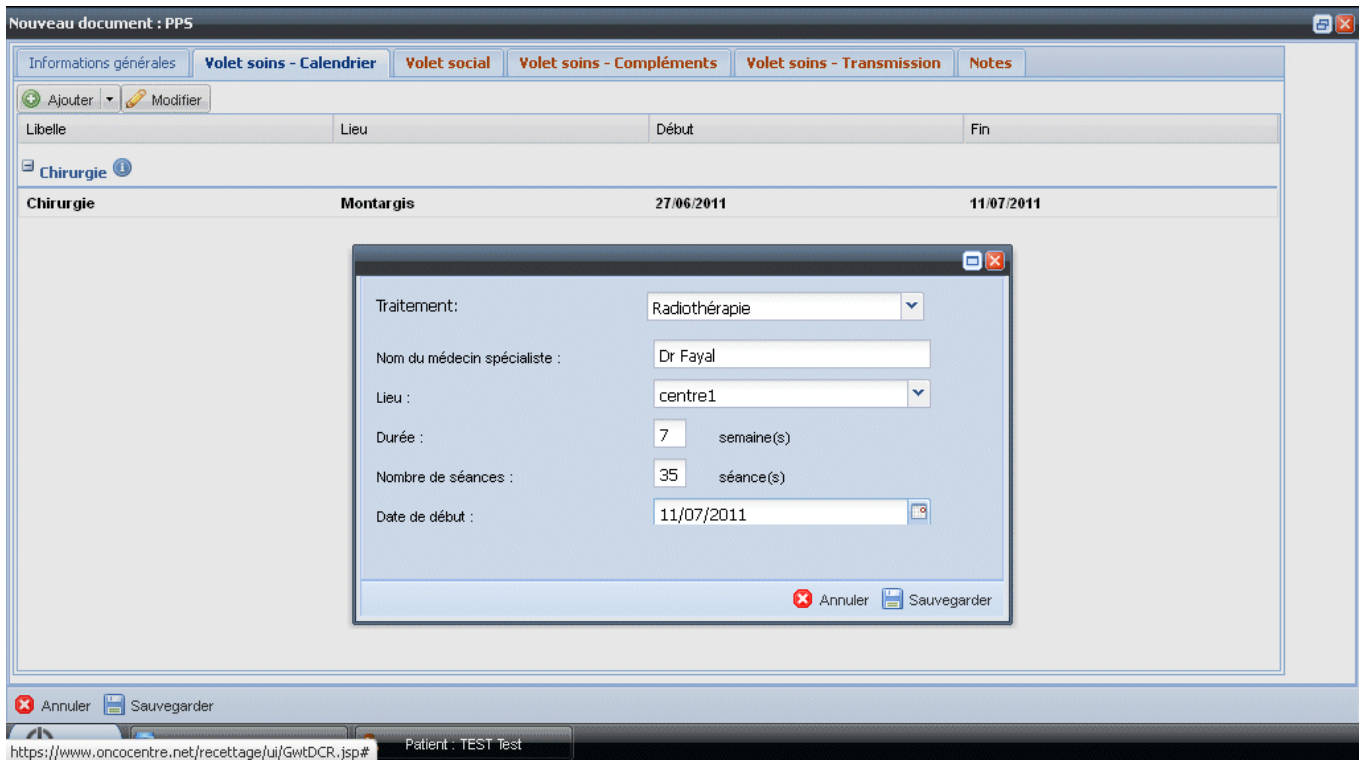 Nouveau document : PPS
Informations générales Volet soins - Calendrier Volet social Volet soins - Compléments Volet soins - Transmission Notes
Ajouter Modifier
Libelle Lieu Début Fin
Chirurgie
Chirurgie Montargis 27/06/2011 11/07/2011
Traitement: Radiothérapie
Nom du médecin spécialiste : Dr Fayal
Lieu : centre1
Durée : 7 semaine(s)
Nombre de séances : 35 séance(s)
Date de début : 11/07/2011
Annuler Sauvegarder
Annuler Sauvegarder
https://www.oncocentre.net/recettage/ui/GwtDCR.jsp# Patient : TEST Test